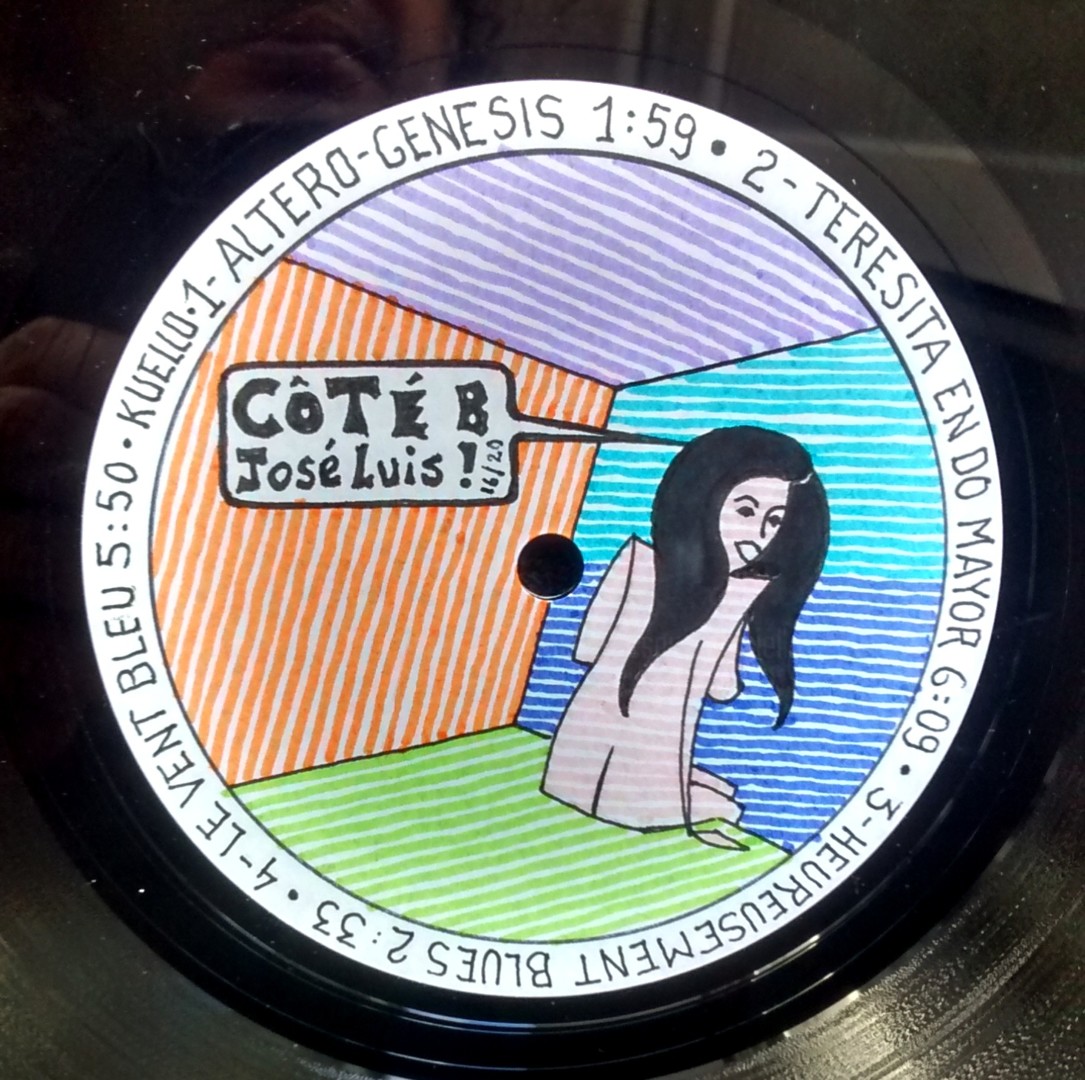 KUELLO • 1 - ALTERO-GENESIS 1:59 • 2 - TERESITA EN DO MAYOR 6:09 • 3 - HEUREUSEMENT BLUES 2:33 • 4 - LE VENT BLEU 5:50 •
CÔTÉ B
José Luis !
16/20